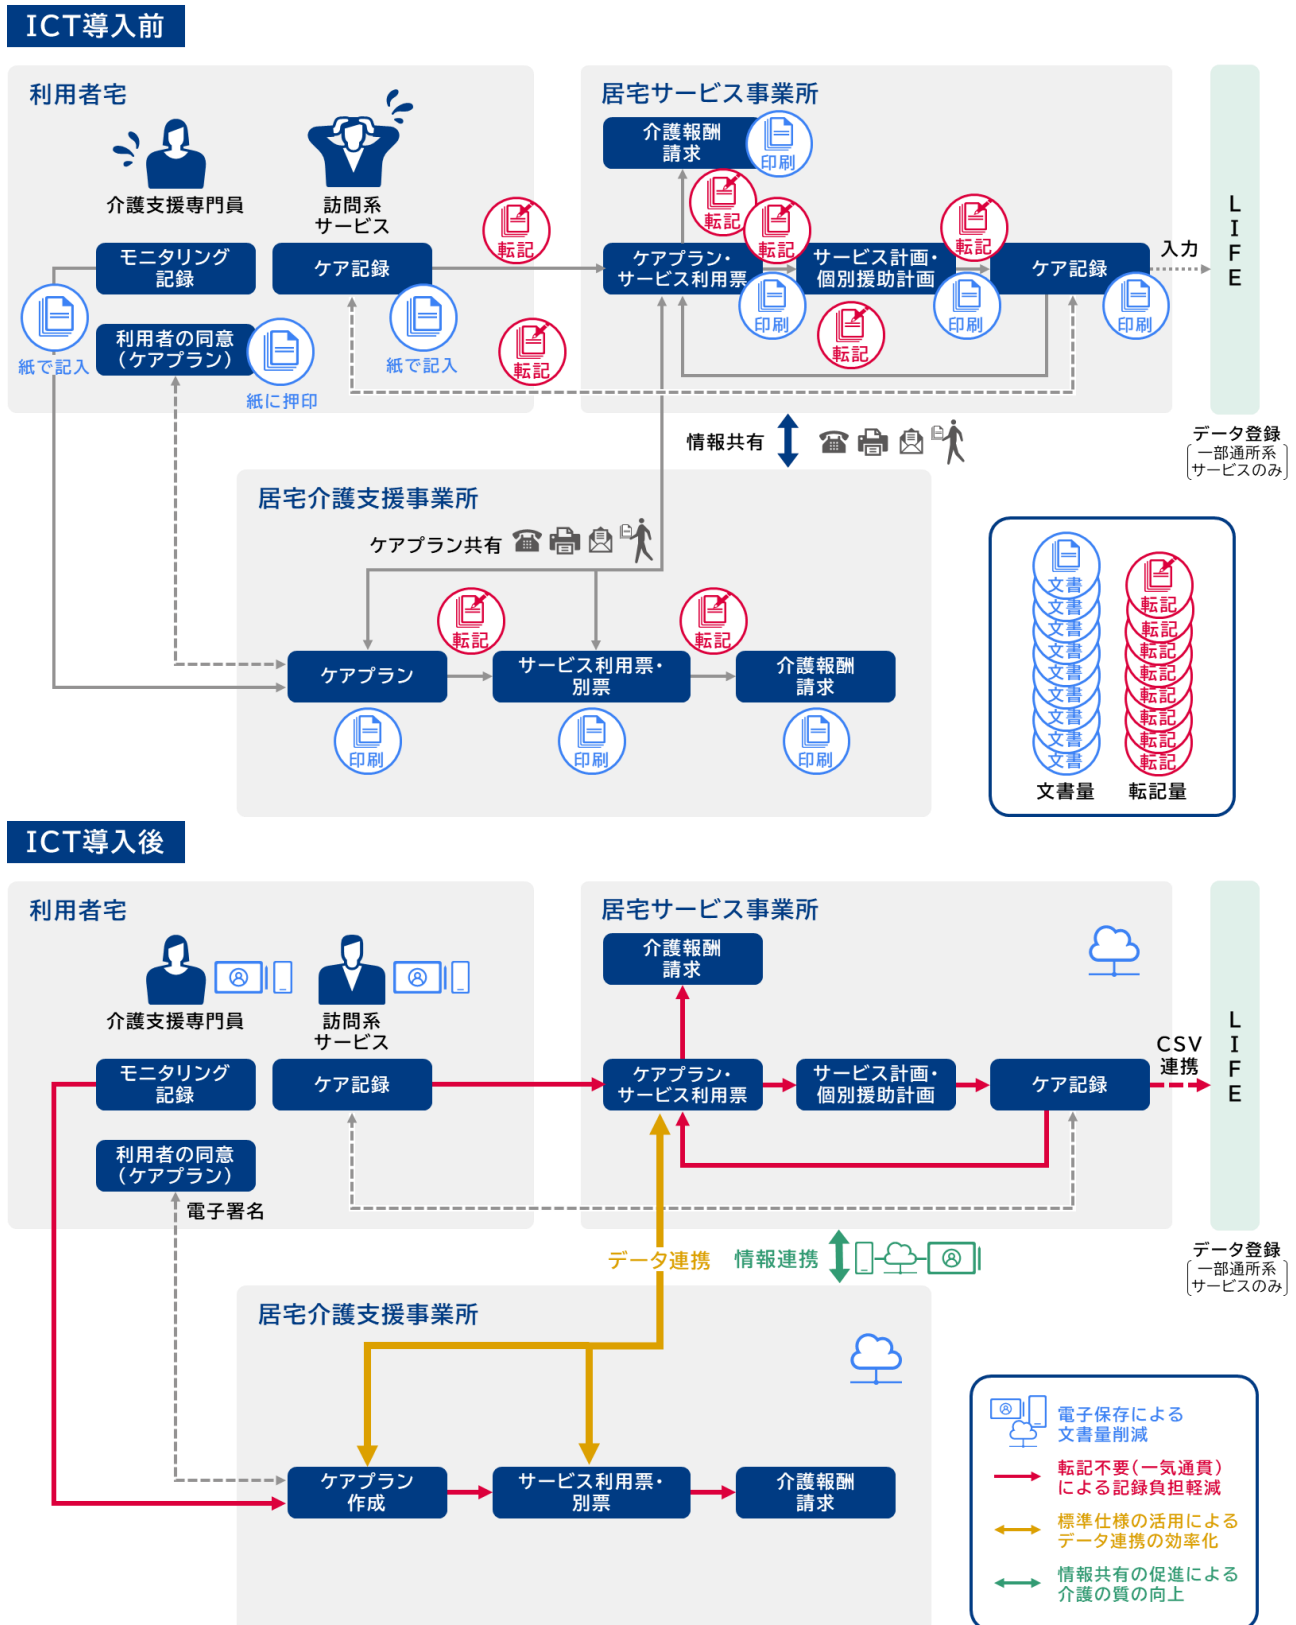 ICT導入前
利用者宅
介護支援専門員
訪問系
サービス
モニタリング
記録
ケア記録
紙で記入
利用者の同意
（ケアプラン）
紙に押印
紙で記入
転記
転記
居宅サービス事業所
介護報酬
請求
印刷
転記
転記
転記
ケアプラン・
サービス利用票
サービス計画・
個別援助計画
ケア記録
印刷
印刷
印刷
転記
入力
LIFE
データ登録
一部通所系
サービスのみ
情報共有
居宅介護支援事業所
ケアプラン共有
転記
転記
ケアプラン
サービス利用票・
別票
介護報酬
請求
印刷
印刷
印刷
文書
文書
文書
文書
文書
文書
文書
文書
文書
文書量
転記
転記
転記
転記
転記
転記
転記
転記
転記量
ICT導入後
利用者宅
介護支援専門員
訪問系
サービス
モニタリング
記録
ケア記録
利用者の同意
（ケアプラン）
電子署名
居宅サービス事業所
介護報酬
請求
ケアプラン・
サービス利用票
サービス計画・
個別援助計画
ケア記録
CSV
連携
LIFE
データ登録
一部通所系
サービスのみ
データ連携
情報連携
居宅介護支援事業所
ケアプラン
作成
サービス利用票・
別票
介護報酬
請求
電子保存による
文書量削減
転記不要（一気通貫）
による記録負担軽減
標準仕様の活用による
データ連携の効率化
情報共有の促進による
介護の質の向上